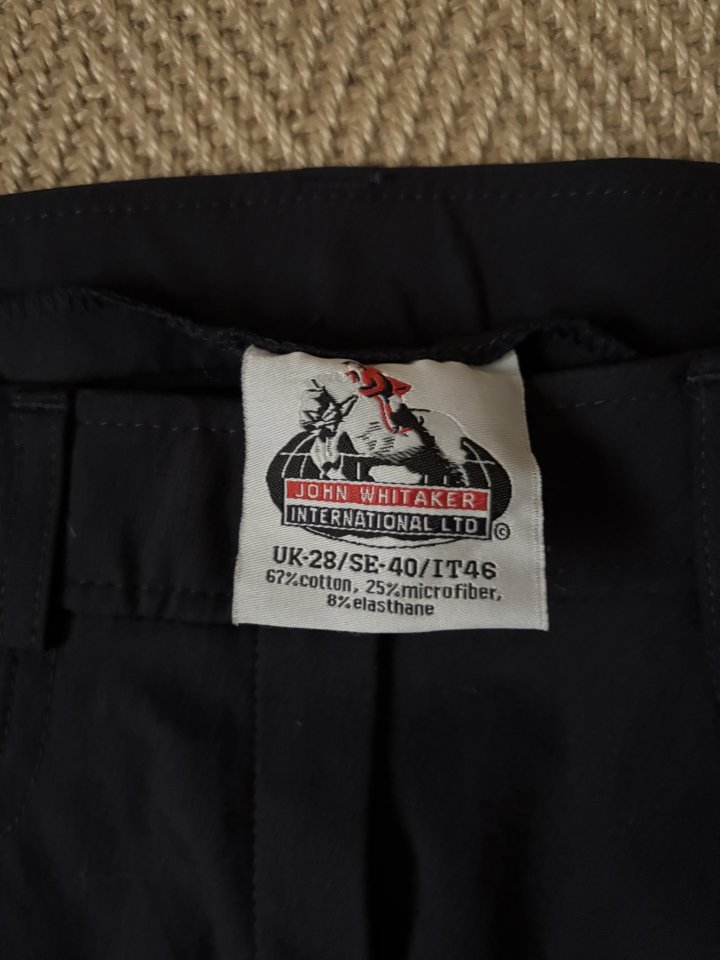 JOHN WHITAKER
INTERNATIONAL LTD ©
UK-28/SE-40/IT46
67%cotton, 25%microfiber,
8%elasthane